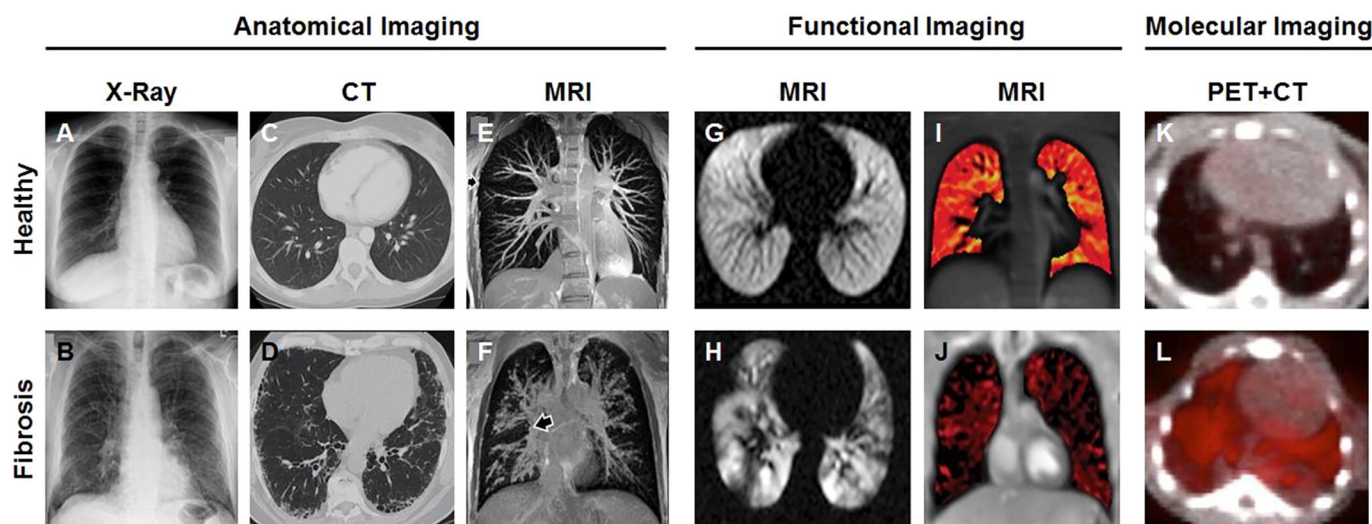 Anatomical Imaging Functional Imaging Molecular Imaging
X-Ray CT MRI MRI MRI PET+CT
Healthy
A C E G I K
Fibrosis
B D F H J L